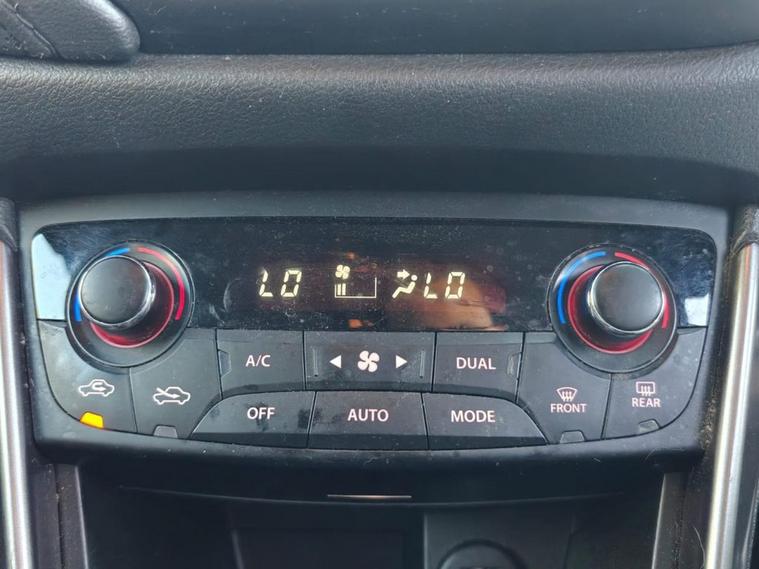 LO LO
A/C DUAL
OFF AUTO MODE FRONT REAR